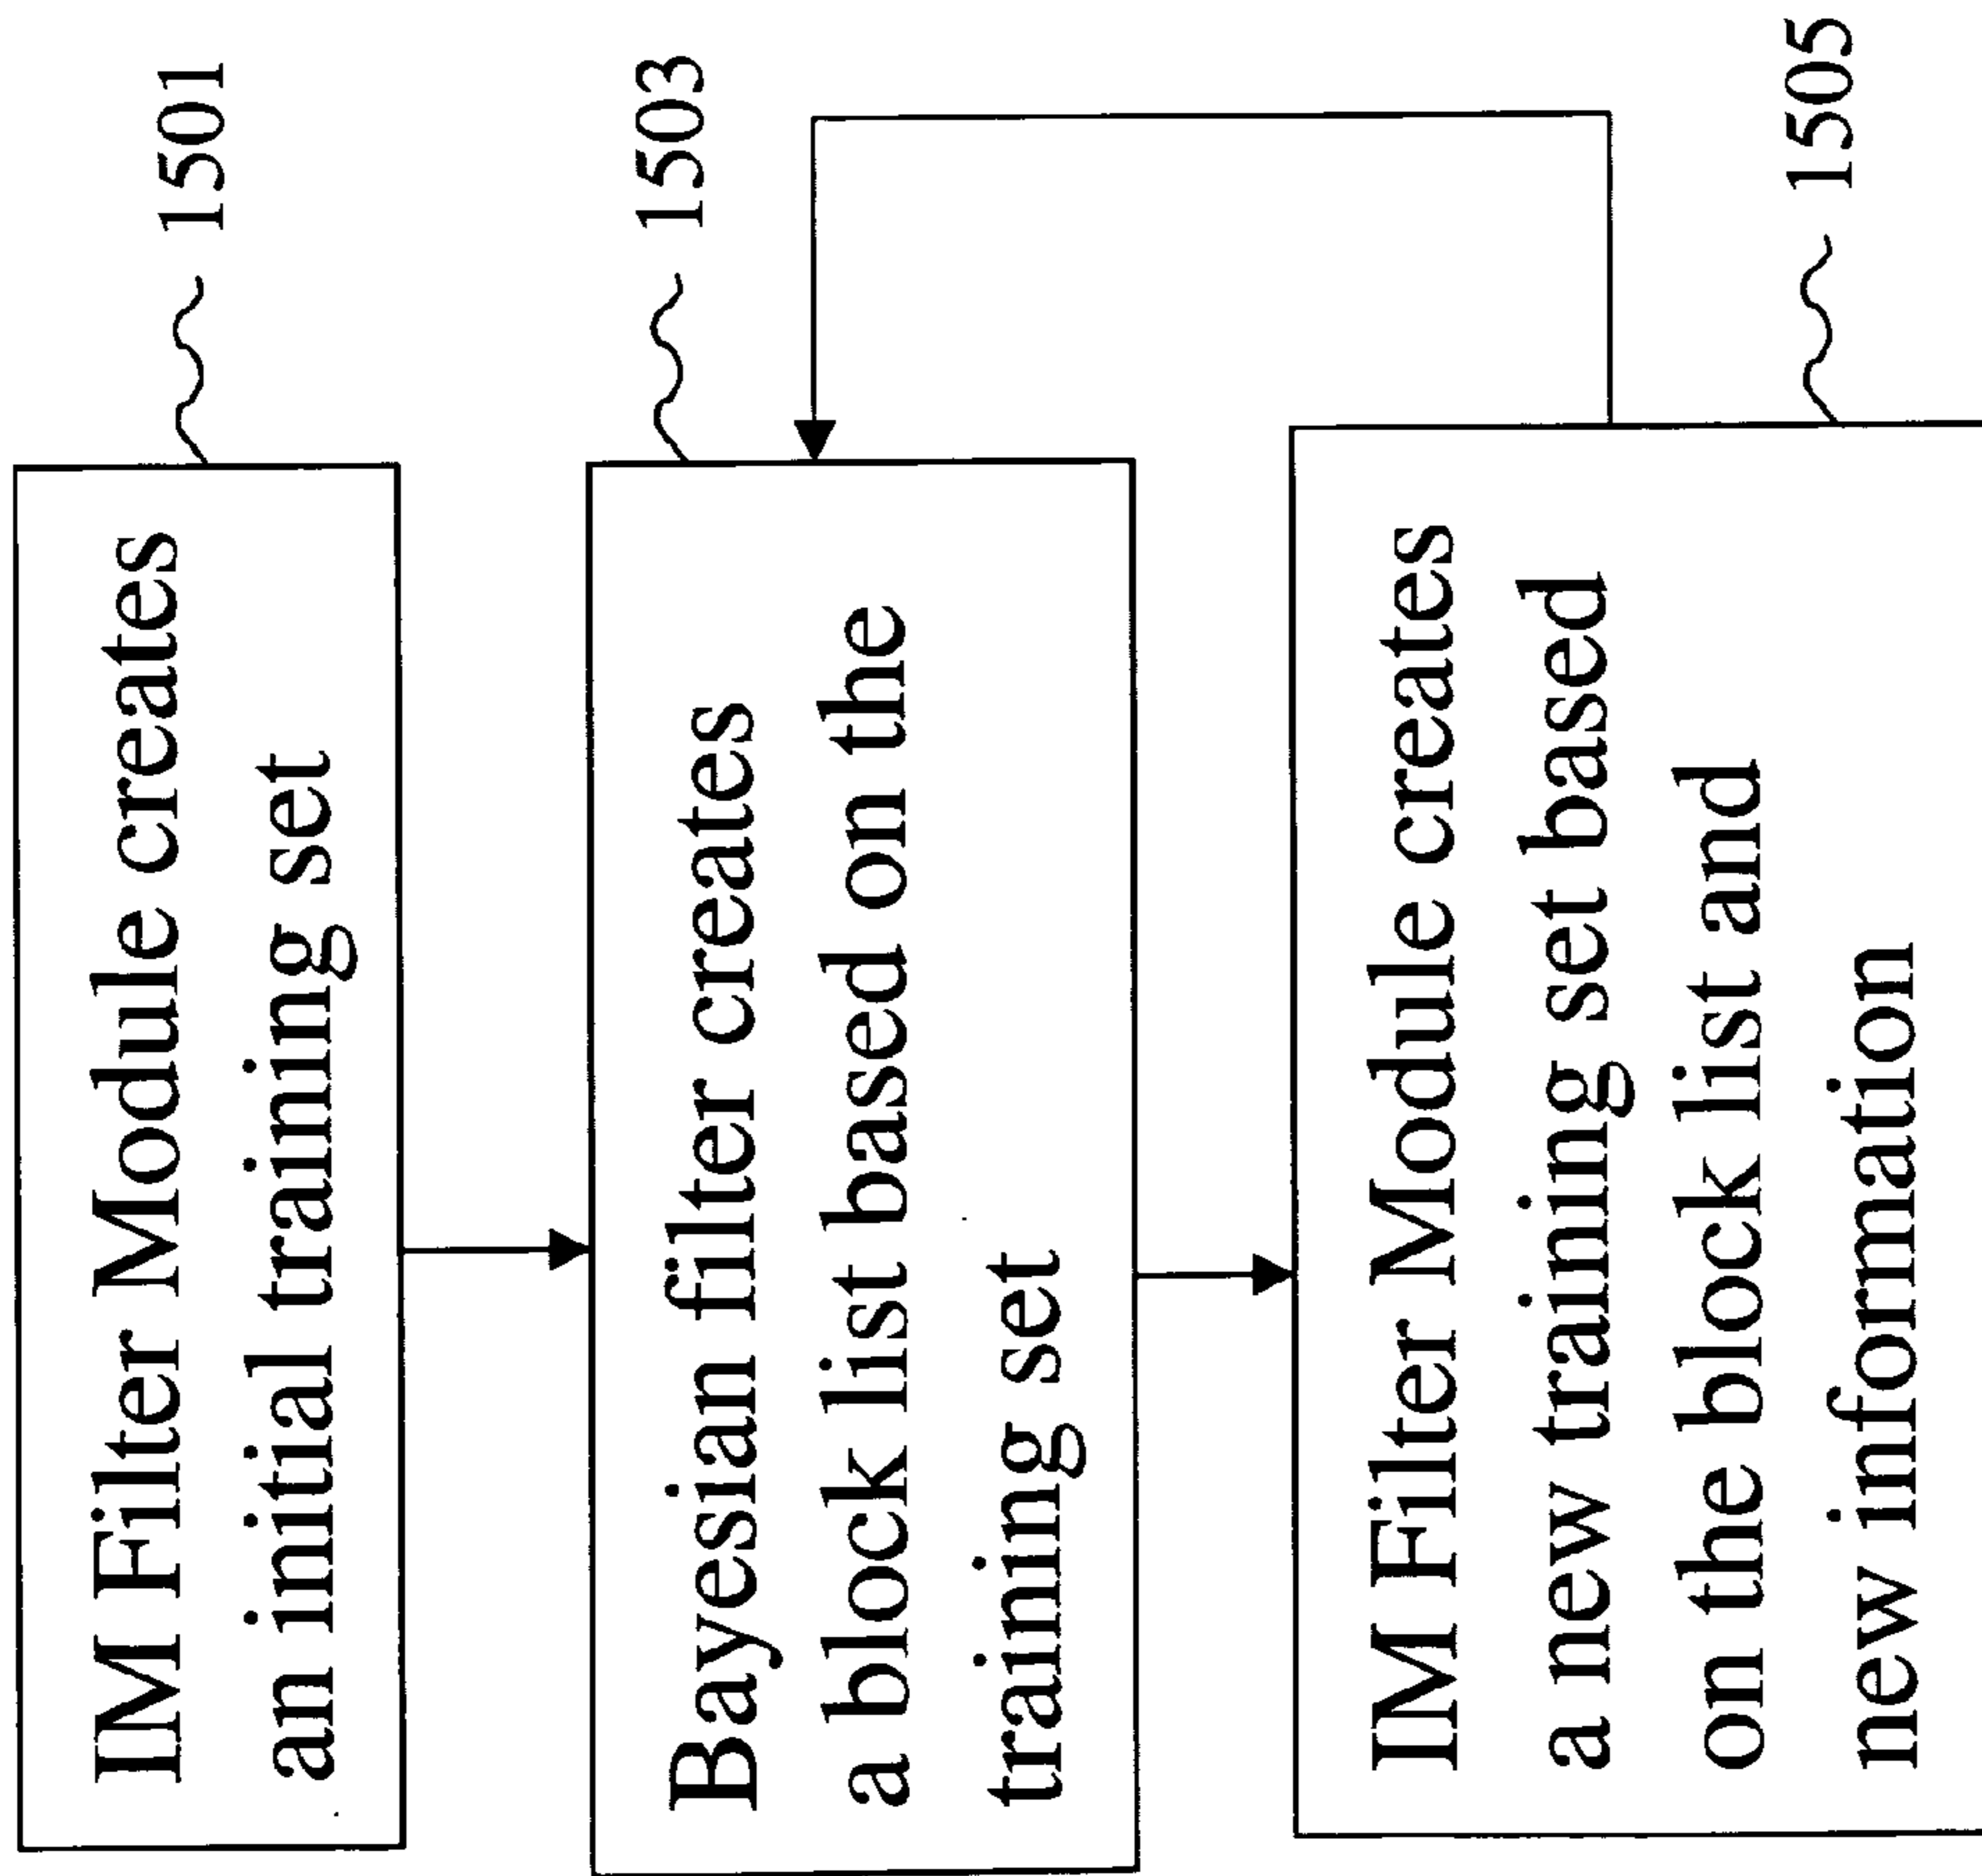 IM Filter Module creates
an initial training set
1501
Bayesian filter creates
a block list based on the
training set
1503
IM Filter Module creates
a new training set based
on the block list and
new information
1505